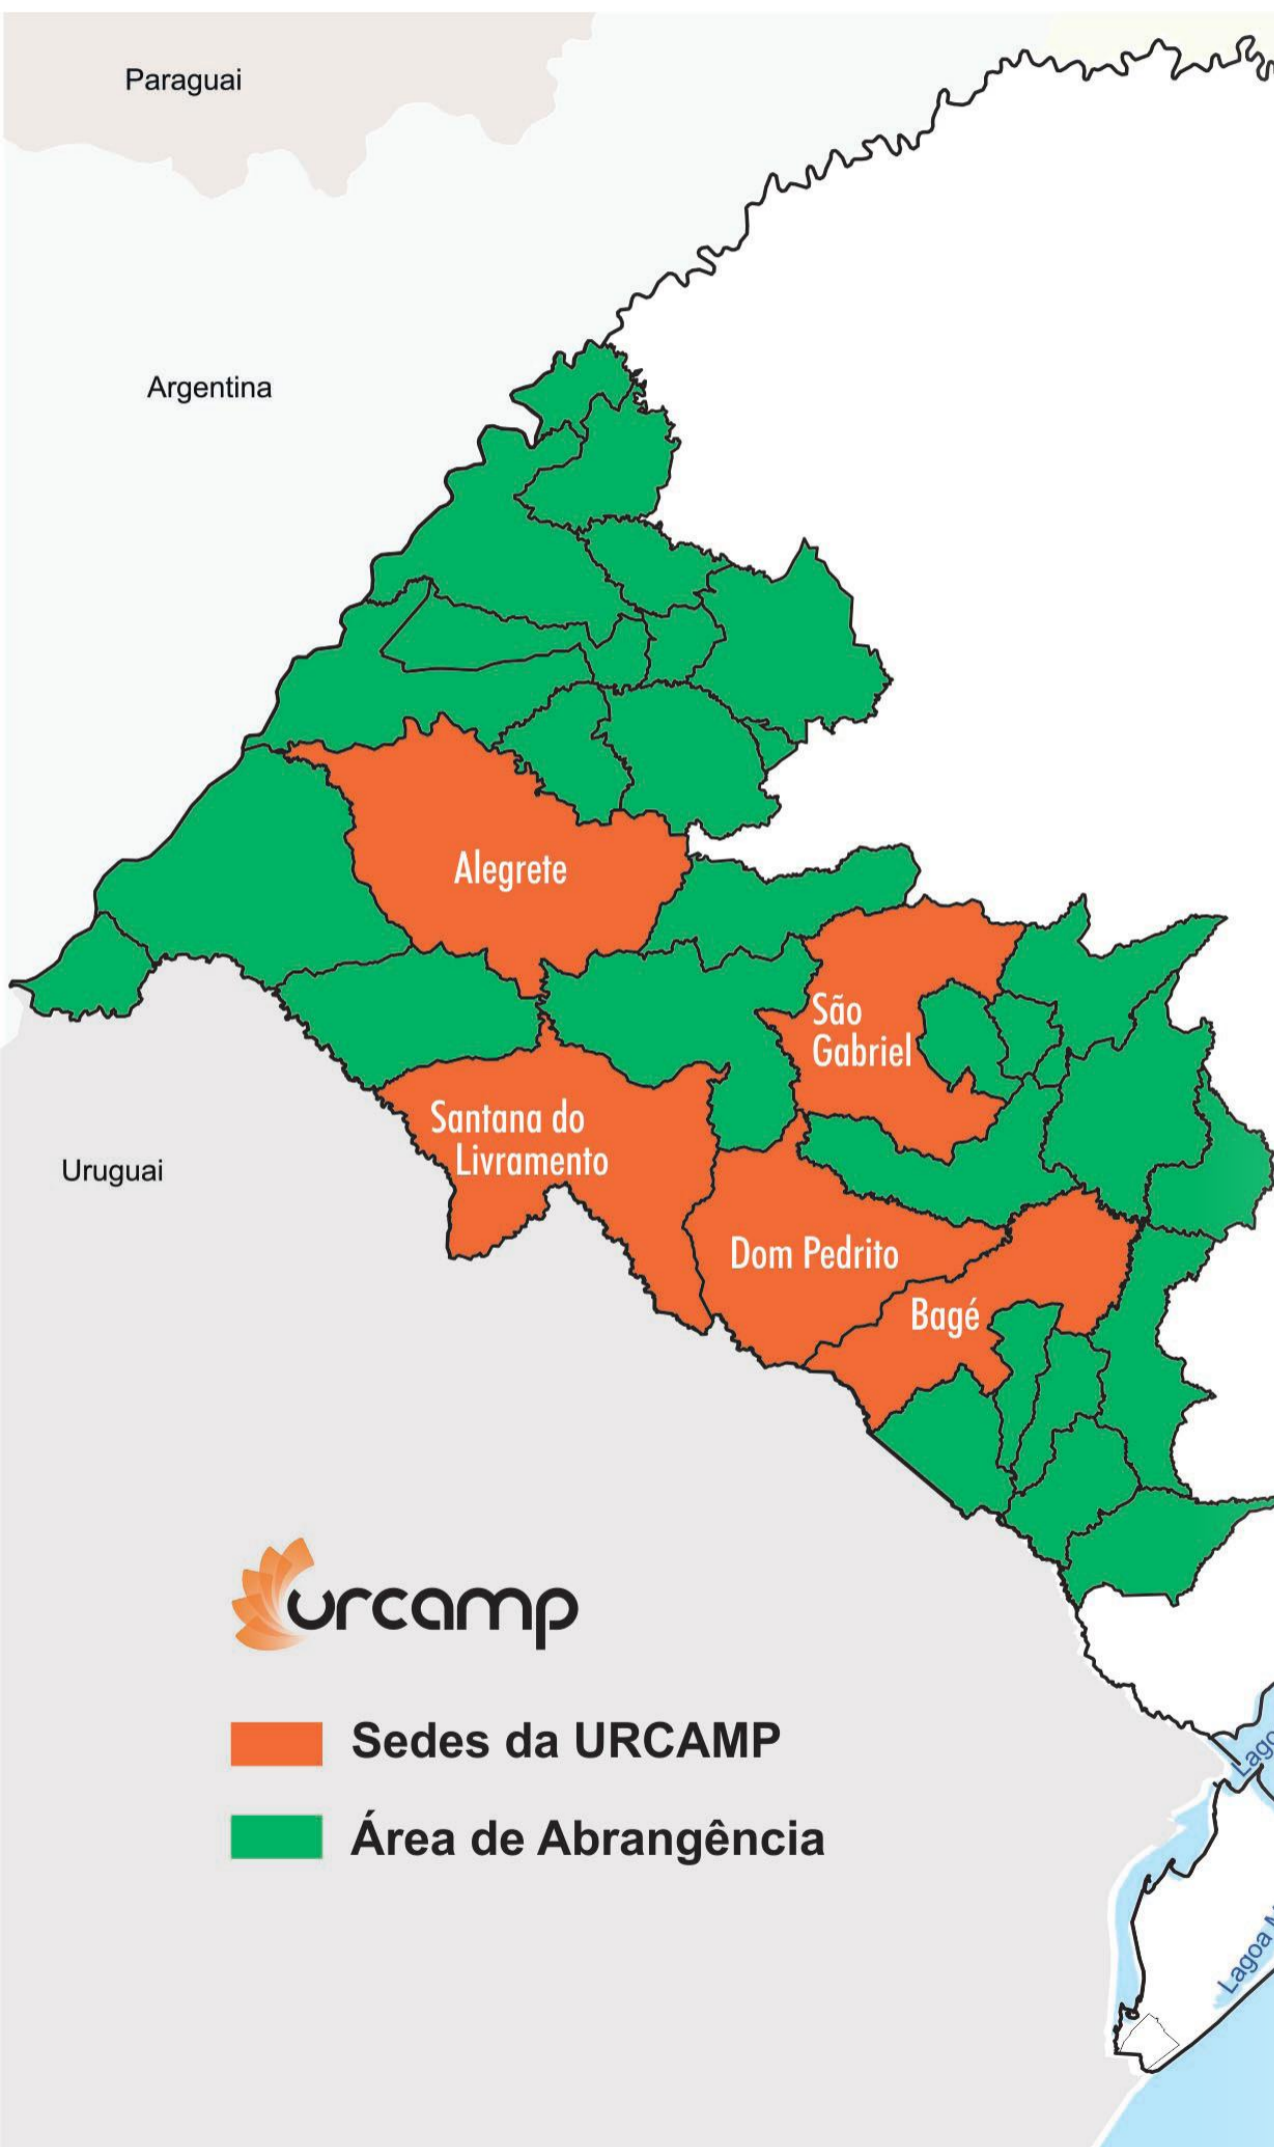 Paraguai
Argentina
Alegrete
São
Gabriel
Santana do
Livramento
Uruguai
Dom Pedrito
Bagé
urcamp
Sedes da URCAMP
Área de Abrangência
Lagoa